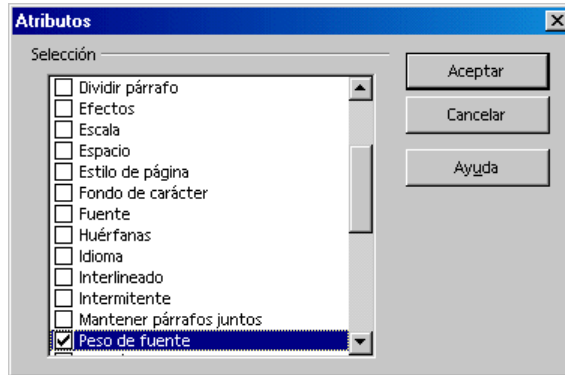 Atributos
Selección
Dividir párrafo
Efectos
Escala
Espacio
Estilo de página
Fondo de carácter
Fuente
Huérfanas
Idioma
Interlineado
Intermitente
Mantener párrafos juntos
Peso de fuente
Aceptar
Cancelar
Ayuda